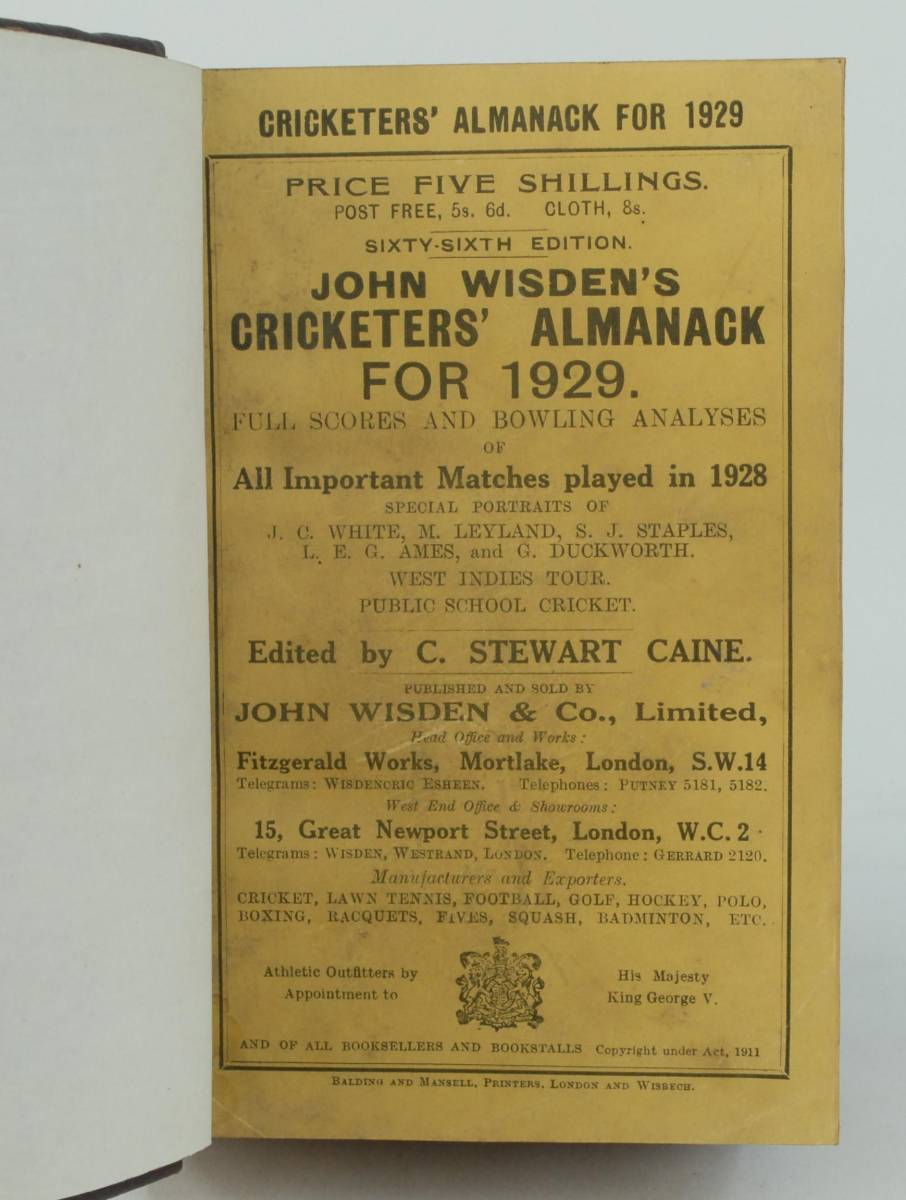 CRICKETERS' ALMANACK FOR 1929
PRICE FIVE SHILLINGS.
POST FREE, 5s. 6d. CLOTH, 8s.
SIXTY-SIXTH EDITION.
JOHN WISDEN'S
CRICKETERS' ALMANACK
FOR 1929.
FULL SCORES AND BOWLING ANALYSES
OF
All Important Matches played in 1928
SPECIAL PORTRAITS OF
J. C. WHITE, M. LEYLAND, S. J. STAPLES,
L. E. G. AMES, and G. DUCKWORTH.
WEST INDIES TOUR.
PUBLIC SCHOOL CRICKET.
Edited by C. STEWART CAINE.
PUBLISHED AND SOLD BY
JOHN WISDEN & Co., Limited,
Head Office and Works:
Fitzgerald Works, Mortlake, London, S.W.14
Telegrams: WISDENCRIC ESHEEN. Telephones: PUTNEY 5181, 5182.
West End Office & Showrooms:
15, Great Newport Street, London, W.C. 2
Telegrams: WISDEN, WESTRAND, LONDON. Telephone: GERRARD 2120.
Manufacturers and Exporters.
CRICKET, LAWN TENNIS, FOOTBALL, GOLF, HOCKEY, POLO,
BOXING, RACQUETS, FIVES, SQUASH, BADMINTON, ETC.
Athletic Outfitters by His Majesty
Appointment to King George V.
AND OF ALL BOOKSELLERS AND BOOKSTALLS Copyright under Act, 1911
BALDING AND MANSELL, PRINTERS, LONDON AND WISBECH.